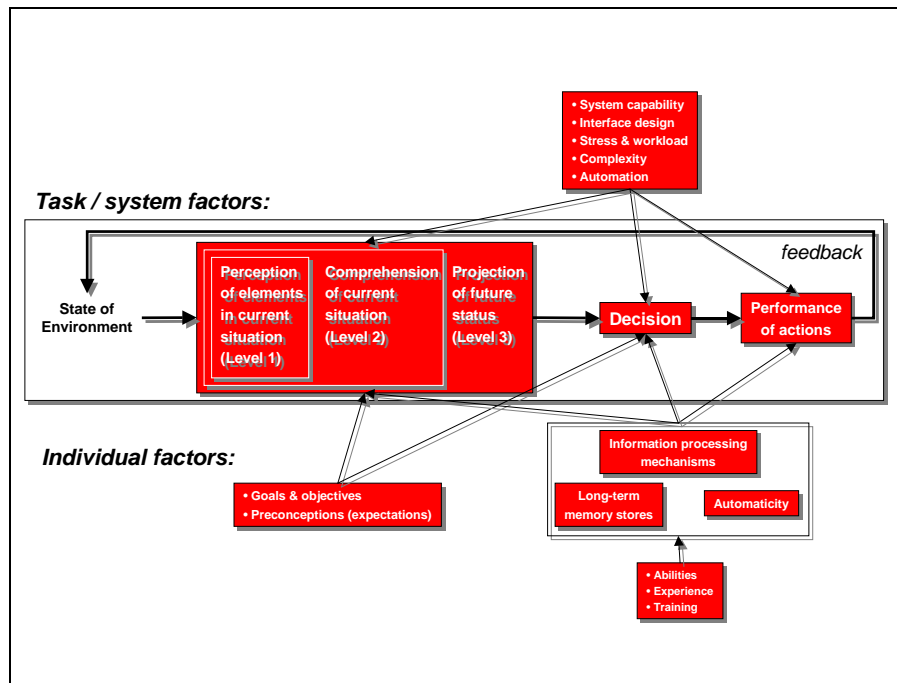 • System capability
• Interface design
• Stress & workload
• Complexity
• Automation
Task / system factors:
feedback
State of
Environment
Perception
of elements
in current
situation
(Level 1)
Comprehension
of current
situation
(Level 2)
Projection
of future
status
(Level 3)
Decision
Performance
of actions
Individual factors:
• Goals & objectives
• Preconceptions (expectations)
Information processing
mechanisms
Long-term
memory stores
Automaticity
• Abilities
• Experience
• Training